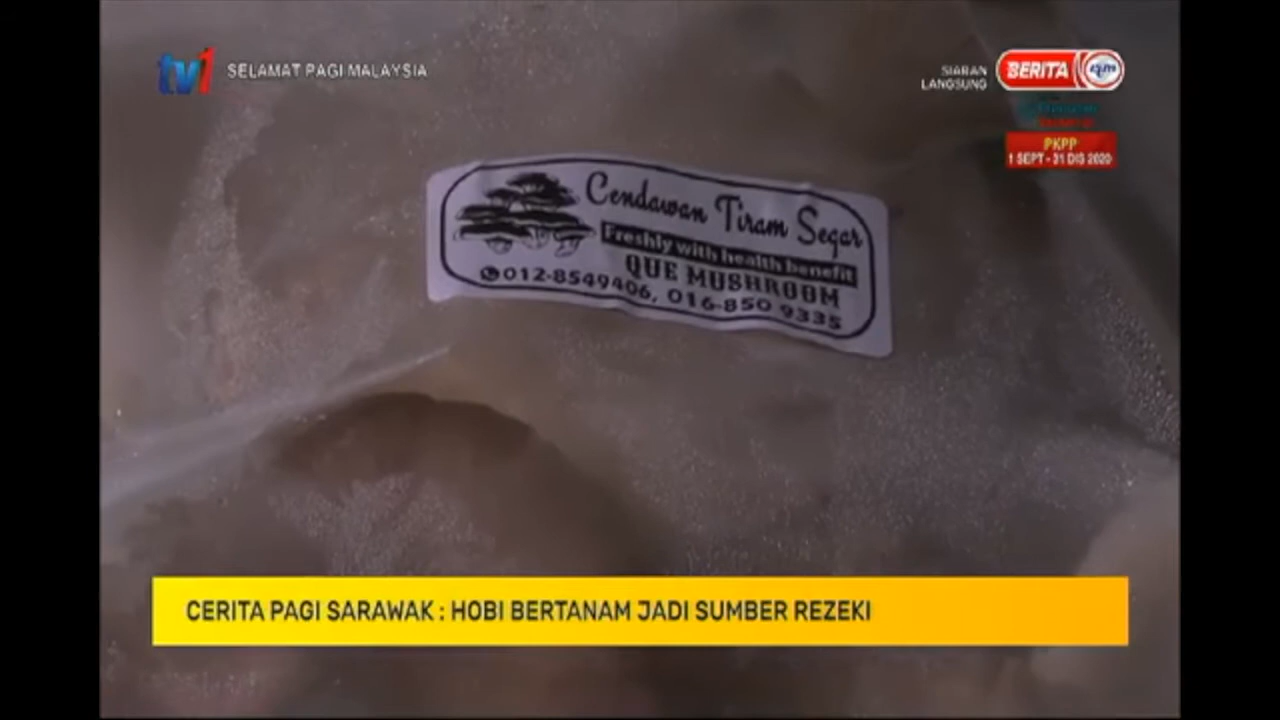 tv1 SELAMAT PAGI MALAYSIA
SIARAN
LANGSUNG
BERITA rtm
PKPP
1 SEPT - 31 DIS 2020
Cendawan Tiram Segar
Freshly with health benefit
QUE MUSHROOM
012-8549406, 016-850 9335
CERITA PAGI SARAWAK : HOBI BERTANAM JADI SUMBER REZEKI